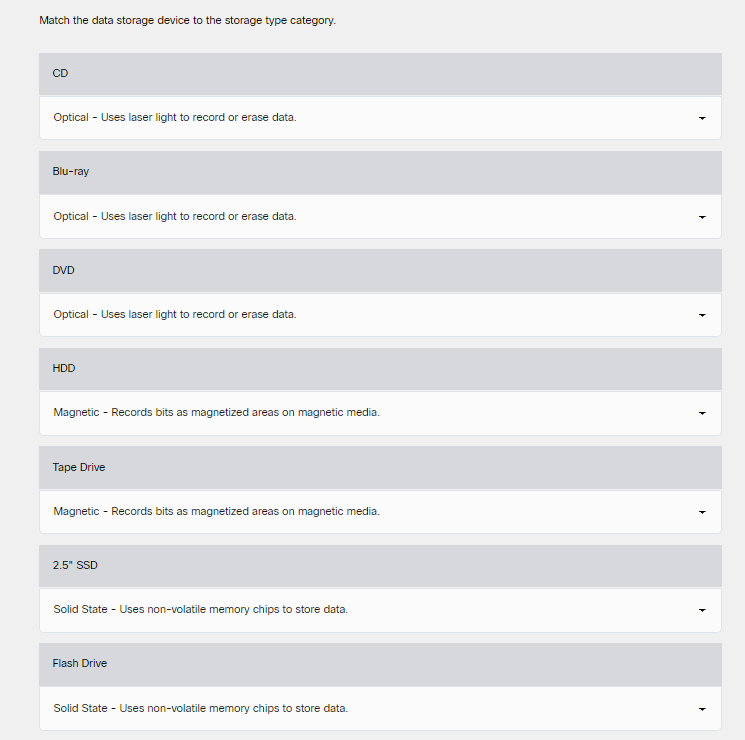 Match the data storage device to the storage type category.
CD
Optical - Uses laser light to record or erase data.
Blu-ray
Optical - Uses laser light to record or erase data.
DVD
Optical - Uses laser light to record or erase data.
HDD
Magnetic - Records bits as magnetized areas on magnetic media.
Tape Drive
Magnetic - Records bits as magnetized areas on magnetic media.
2.5" SSD
Solid State - Uses non-volatile memory chips to store data.
Flash Drive
Solid State - Uses non-volatile memory chips to store data.